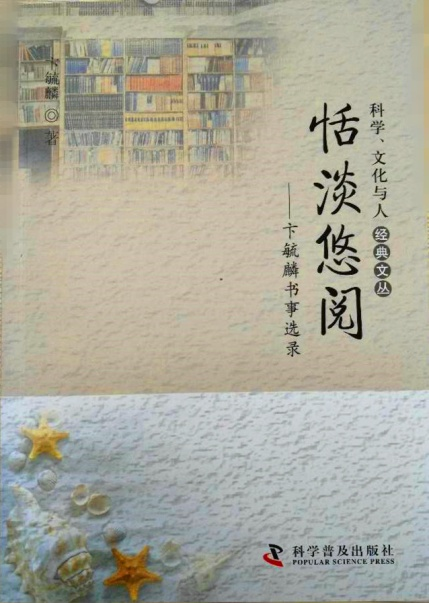 科学、文化与人
经典文丛
恬淡悠阅
——卞毓麟书事选录
卞毓麟◎著
科学普及出版社
POPULAR SCIENCE PRESS